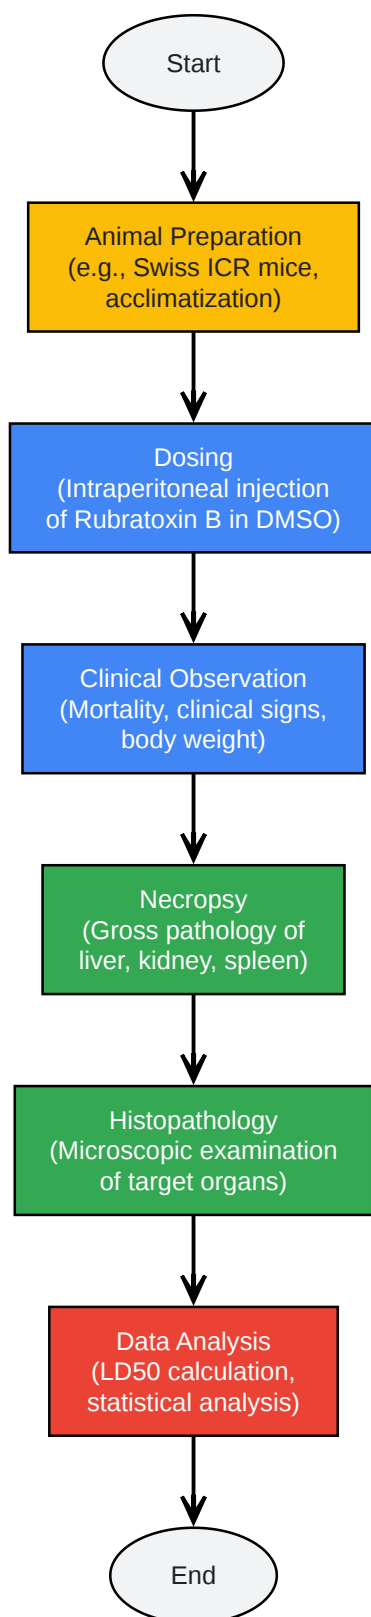 Start
Animal Preparation
(e.g., Swiss ICR mice,
acclimatization)
Dosing
(Intraperitoneal injection
of Rubratoxin B in DMSO)
Clinical Observation
(Mortality, clinical signs,
body weight)
Necropsy
(Gross pathology of
liver, kidney, spleen)
Histopathology
(Microscopic examination
of target organs)
Data Analysis
(LD50 calculation,
statistical analysis)
End